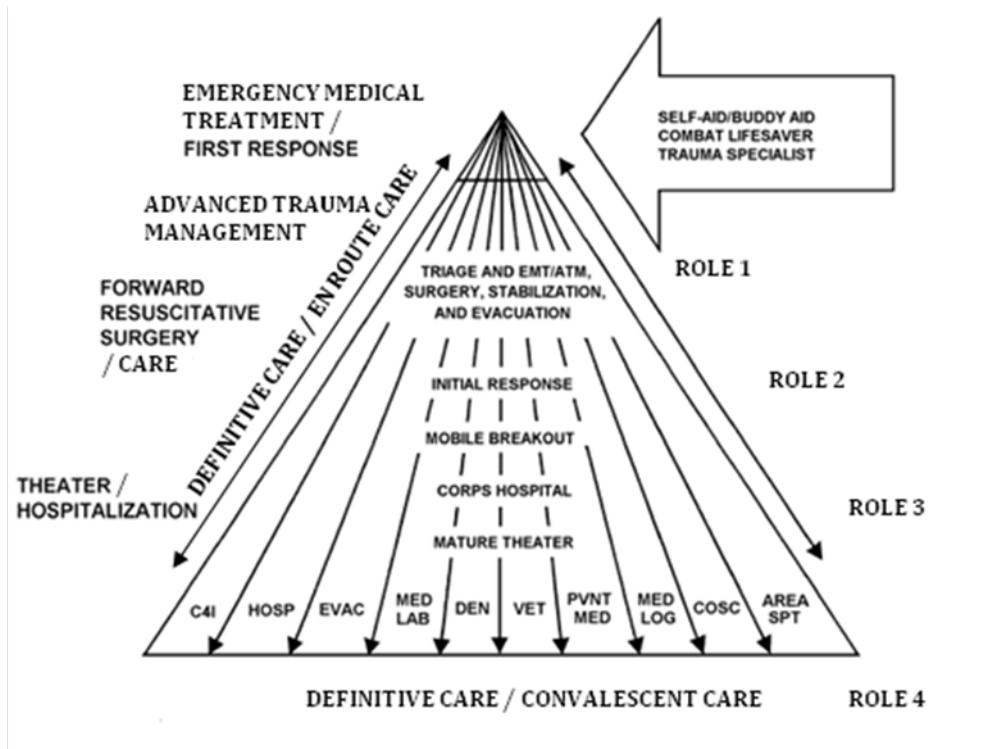 EMERGENCY MEDICAL
TREATMENT /
FIRST RESPONSE
SELF-AID/BUDDY AID
COMBAT LIFESAVER
TRAUMA SPECIALIST
ADVANCED TRAUMA
MANAGEMENT
DEFINITIVE CARE / EN ROUTE CARE
ROLE 1
TRIAGE AND EMT/ATM,
SURGERY, STABILIZATION,
AND EVACUATION
FORWARD
RESUSCITATIVE
SURGERY
/ CARE
ROLE 2
INITIAL RESPONSE
MOBILE BREAKOUT
THEATER /
HOSPITALIZATION
CORPS HOSPITAL
ROLE 3
MATURE THEATER
C4I
HOSP
EVAC
MED
LAB
DEN
VET
PVNT
MED
MED
LOG
COSC
AREA
SPT
DEFINITIVE CARE / CONVALESCENT CARE
ROLE 4